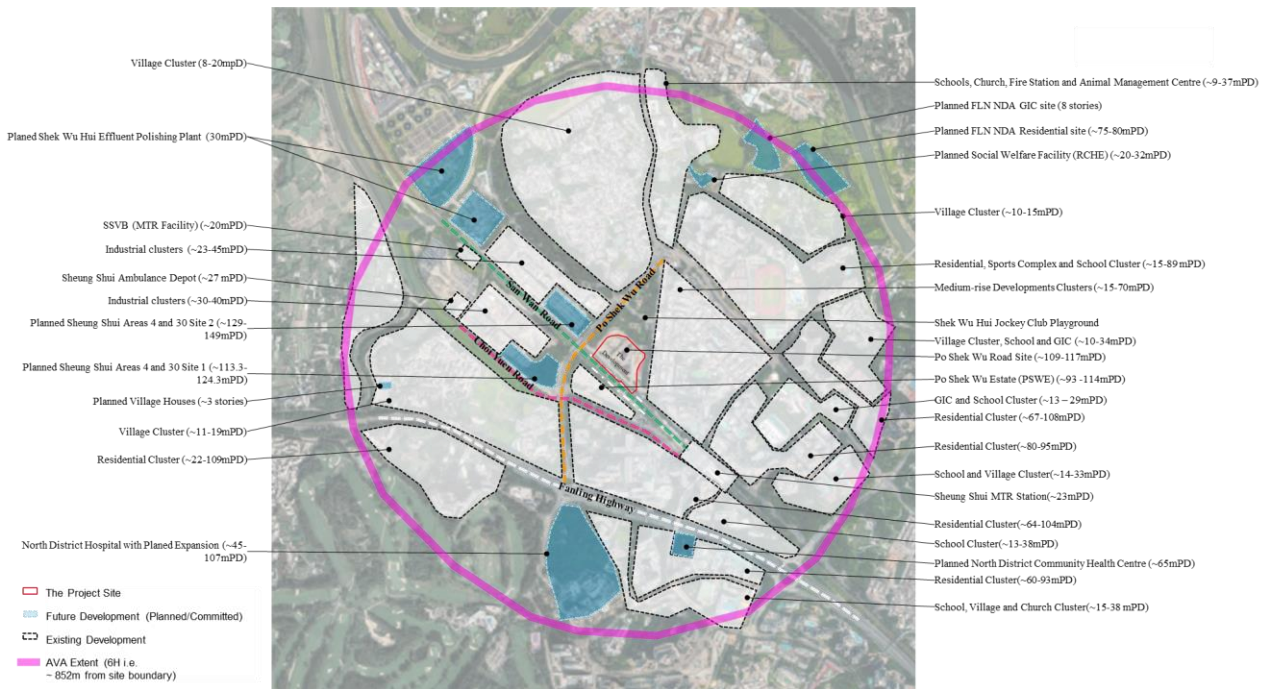 Village Cluster (8-20mpD)
Planed Shek Wu Hui Effluent Polishing Plant (30mPD)
SSVB (MTR Facility) (~20mPD)
Industrial clusters (~23-45mPD)
Sheung Shui Ambulance Depot (~27 mPD)
Industrial clusters (~30-40mPD)
Planned Sheung Shui Areas 4 and 30 Site 2 (~129-
149mPD)
Planned Sheung Shui Areas 4 and 30 Site 1 (~113.3-
124.3mPD)
Planned Village Houses (~3 stories)
Village Cluster (~11-19mPD)
Residential Cluster (~22-109mPD)
North District Hospital with Planed Expansion (~45-
107mPD)
The Project Site
Future Development (Planned/Committed)
Existing Development
AVA Extent (6H i.e.
~ 852m from site boundary)
San Wan Road
Po Shek Wu Road
Choi Yuen Road
Fanling Highway
Schools, Church, Fire Station and Animal Management Centre (~9-37mPD)
Planned FLN NDA GIC site (8 stories)
Planned FLN NDA Residential site (~75-80mPD)
Planned Social Welfare Facility (RCHE) (~20-32mPD)
Village Cluster (~10-15mPD)
Residential, Sports Complex and School Cluster (~15-89mPD)
Medium-rise Developments Clusters (~15-70mPD)
Shek Wu Hui Jockey Club Playground
Village Cluster, School and GIC (~10-34mPD)
Po Shek Wu Road Site (~109-117mPD)
Po Shek Wu Estate (PSWE) (~93 -114mPD)
GIC and School Cluster (~13 – 29mPD)
Residential Cluster (~67-108mPD)
Residential Cluster(~80-95mPD)
School and Village Cluster(~14-33mPD)
Sheung Shui MTR Station(~23mPD)
Residential Cluster(~64-104mPD)
School Cluster(~13-38mPD)
Planned North District Community Health Centre (~65mPD)
Residential Cluster(~60-93mPD)
School, Village and Church Cluster(~15-38 mPD)